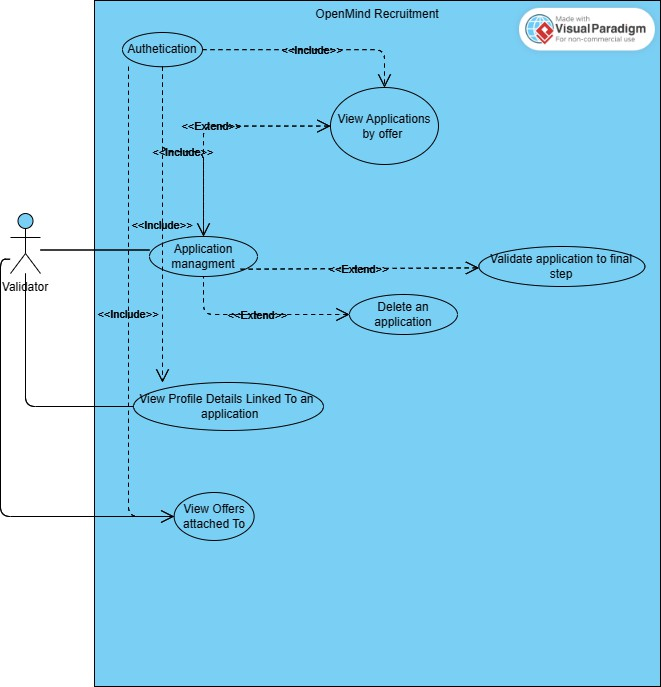 OpenMind Recruitment
Made with
VisualParadigm
For non-commercial use
Authetication
<<Include>>
View Applications
by offer
<<Extend>>
<<Include>>
<<Include>>
Application
managment
Validator
<<Extend>>
Validate application to final
step
<<Include>>
<<Extend>>
Delete an
application
View Profile Details Linked To an
application
View Offers
attached To